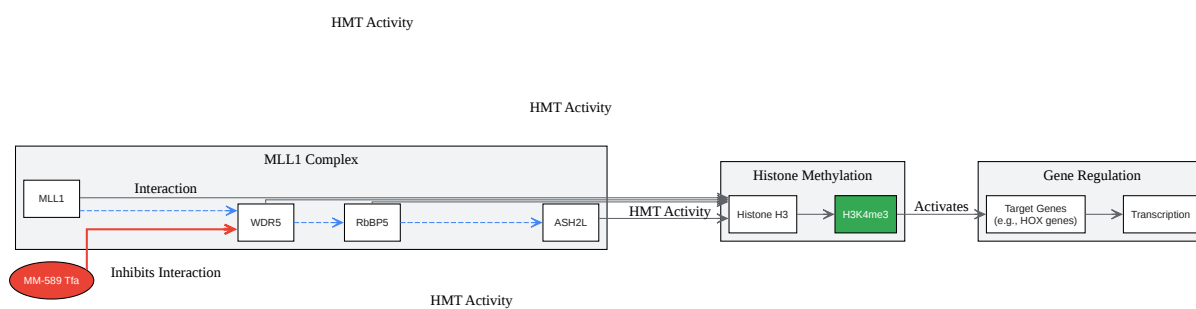 HMT Activity
HMT Activity
MLL1 Complex
Histone Methylation
Gene Regulation
MLL1
Interaction
WDR5
RbBP5
ASH2L
HMT Activity
Histone H3
H3K4me3
Activates
Target Genes
(e.g., HOX genes)
Transcription
MM-589 Tfa
Inhibits Interaction
HMT Activity